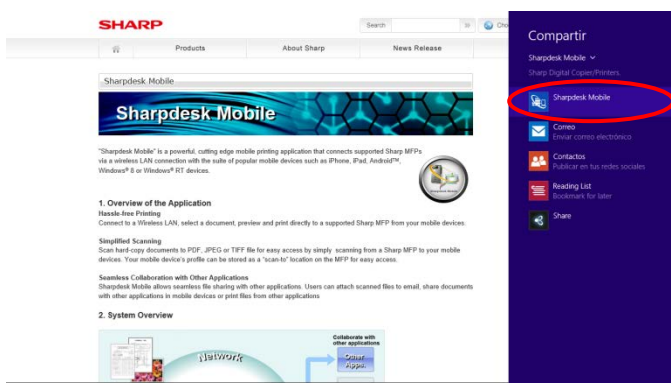 SHARP
Search
Products
About Sharp
News Release
Sharpdesk Mobile
Sharpdesk Mobile
"Sharpdesk Mobile" is a powerful, cutting edge mobile printing application that connects supported Sharp MFPs
via a wireless LAN connection with the suite of popular mobile devices such as iPhone, iPad, Android™,
Windows® 8 or Windows® RT devices.
1. Overview of the Application
Hassle-free Printing
Connect to a Wireless LAN, select a document, preview and print directly to a supported Sharp MFP from your mobile devices.
Simplified Scanning
Scan hard-copy documents to PDF, JPEG or TIFF file for easy access by simply scanning from a Sharp MFP to your mobile
devices. Your mobile device's profile can be stored as a "scan-to" location on the MFP for easy access.
Seamless Collaboration with Other Applications
Sharpdesk Mobile allows seamless file sharing with other applications. Users can attach scanned files to email, share documents
with other applications in mobile devices or print files from other applications
2. System Overview
Network
Collaborate with
other applications
Other
Apps.
Compartir
Sharpdesk Mobile
Sharp Digital Copier/Printers.
Sharpdesk Mobile
Correo
Enviar correo electrónico
Contactos
Publicar en tus redes sociales
Reading List
Bookmark for later
Share